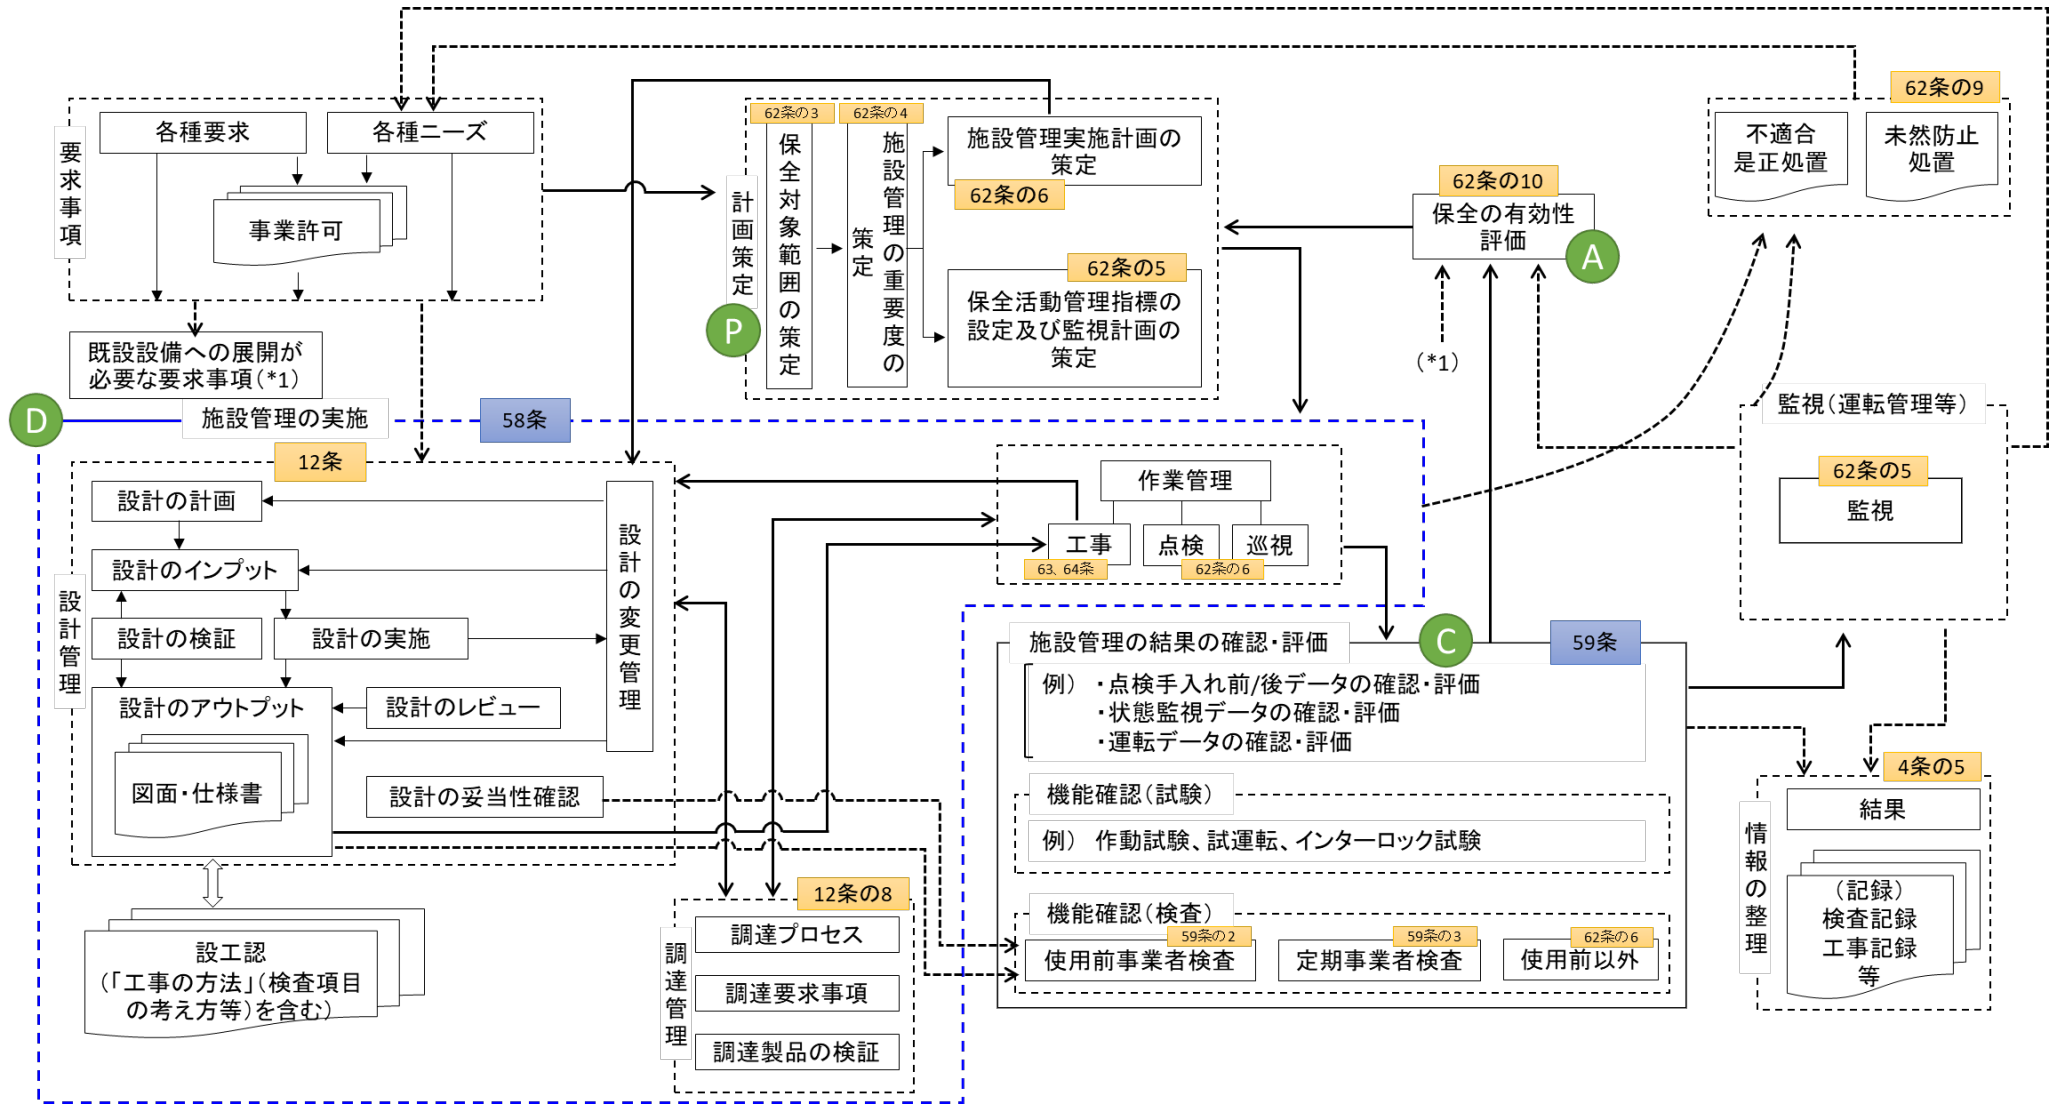 要求事項
各種要求
各種ニーズ
事業許可
既設設備への展開が
必要な要求事項(*1)
計画策定
P
62条の3
保全対象範囲の策定
62条の4
施設管理の重要度の
策定
施設管理実施計画の
策定
62条の6
62条の5
保全活動管理指標の
設定及び監視計画の
策定
62条の10
保全の有効性
評価
A
(*1)
62条の9
不適合
是正処置
未然防止
処置
監視(運転管理等)
62条の5
監視
D
施設管理の実施
58条
12条
設計管理
設計の計画
設計のインプット
設計の検証
設計の実施
設計のアウトプット
設計のレビュー
図面・仕様書
設計の妥当性確認
設計の変更管理
設工認
(「工事の方法」(検査項目
の考え方等)を含む)
作業管理
工事
点検
巡視
63、64条
62条の6
12条の8
調達管理
調達プロセス
調達要求事項
調達製品の検証
施設管理の結果の確認・評価
C
59条
例) ・点検手入れ前/後データの確認・評価
・状態監視データの確認・評価
・運転データの確認・評価
機能確認(試験)
例) 作動試験、試運転、インターロック試験
機能確認(検査)
59条の2
使用前事業者検査
59条の3
定期事業者検査
62条の6
使用前以外
4条の5
情報の整理
結果
(記録)
検査記録
工事記録
等